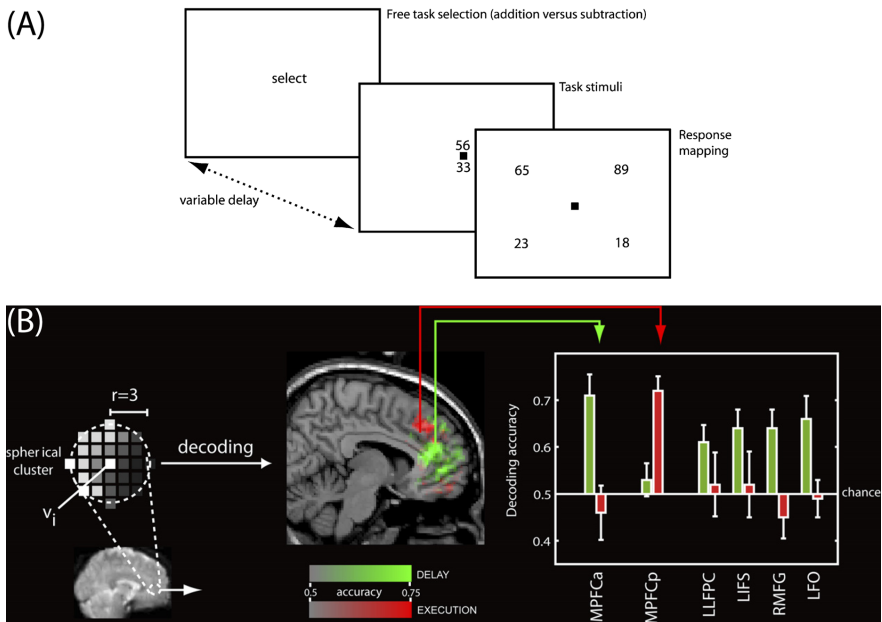 (A)
Free task selection (addition versus subtraction)
select
Task stimuli
56
33
variable delay
Response
mapping
65
89
23
18
(B)
r=3
spherical
cluster
decoding
v_i
0.5
accuracy
0.75
DELAY
EXECUTION
Decoding accuracy
0.7
0.6
0.5
0.4
chance
MPFCa
MPFCp
LLFPC
LIFS
RMFG
LFO